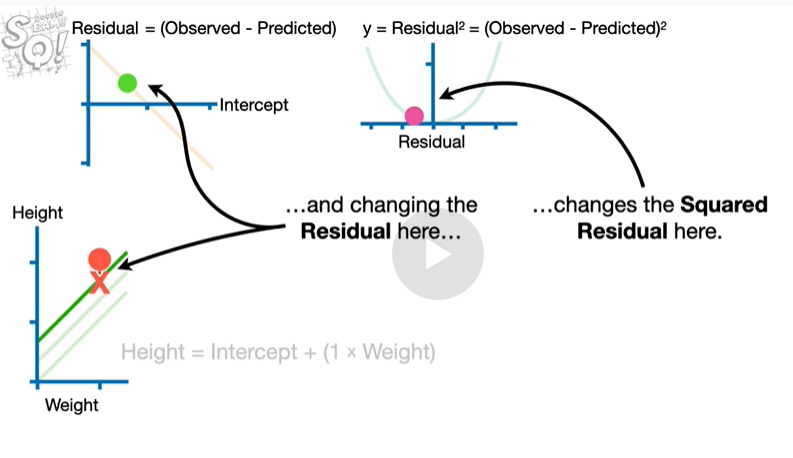 Residual = (Observed - Predicted)
y = Residual² = (Observed - Predicted)²
SQ!
Intercept
Residual
Height
…and changing the
Residual here…
…changes the Squared
Residual here.
X
Height = Intercept + (1 x Weight)
Weight